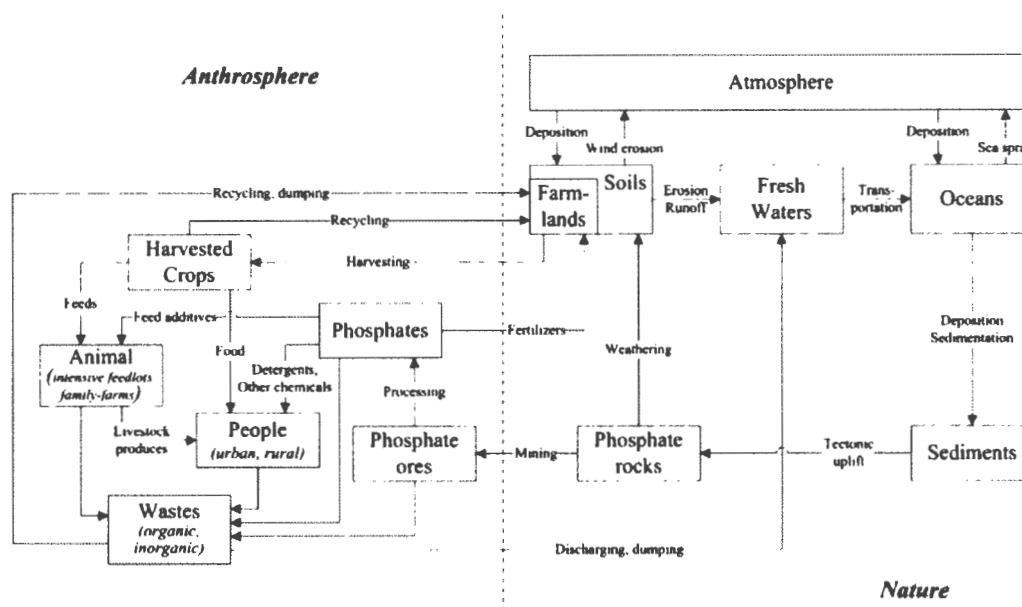 Anthrosphere
Atmosphere
Deposition
Wind erosion
Deposition
Sea spra
Recycling, dumping
Farm-
lands
Soils
Erosion
Runoff
Fresh
Waters
Trans-
portation
Oceans
Recycling
Harvested
Crops
Harvesting
Feeds
Feed additives
Phosphates
Fertilizers
Deposition
Sedimentation
Animal
(intensive feedlots
family-farms)
Food
Detergents,
Other chemicals
Processing
Weathering
Livestock
produces
People
(urban, rural)
Phosphate
ores
Mining
Phosphate
rocks
Tectonic
uplift
Sediments
Wastes
(organic,
inorganic)
Discharging, dumping
Nature